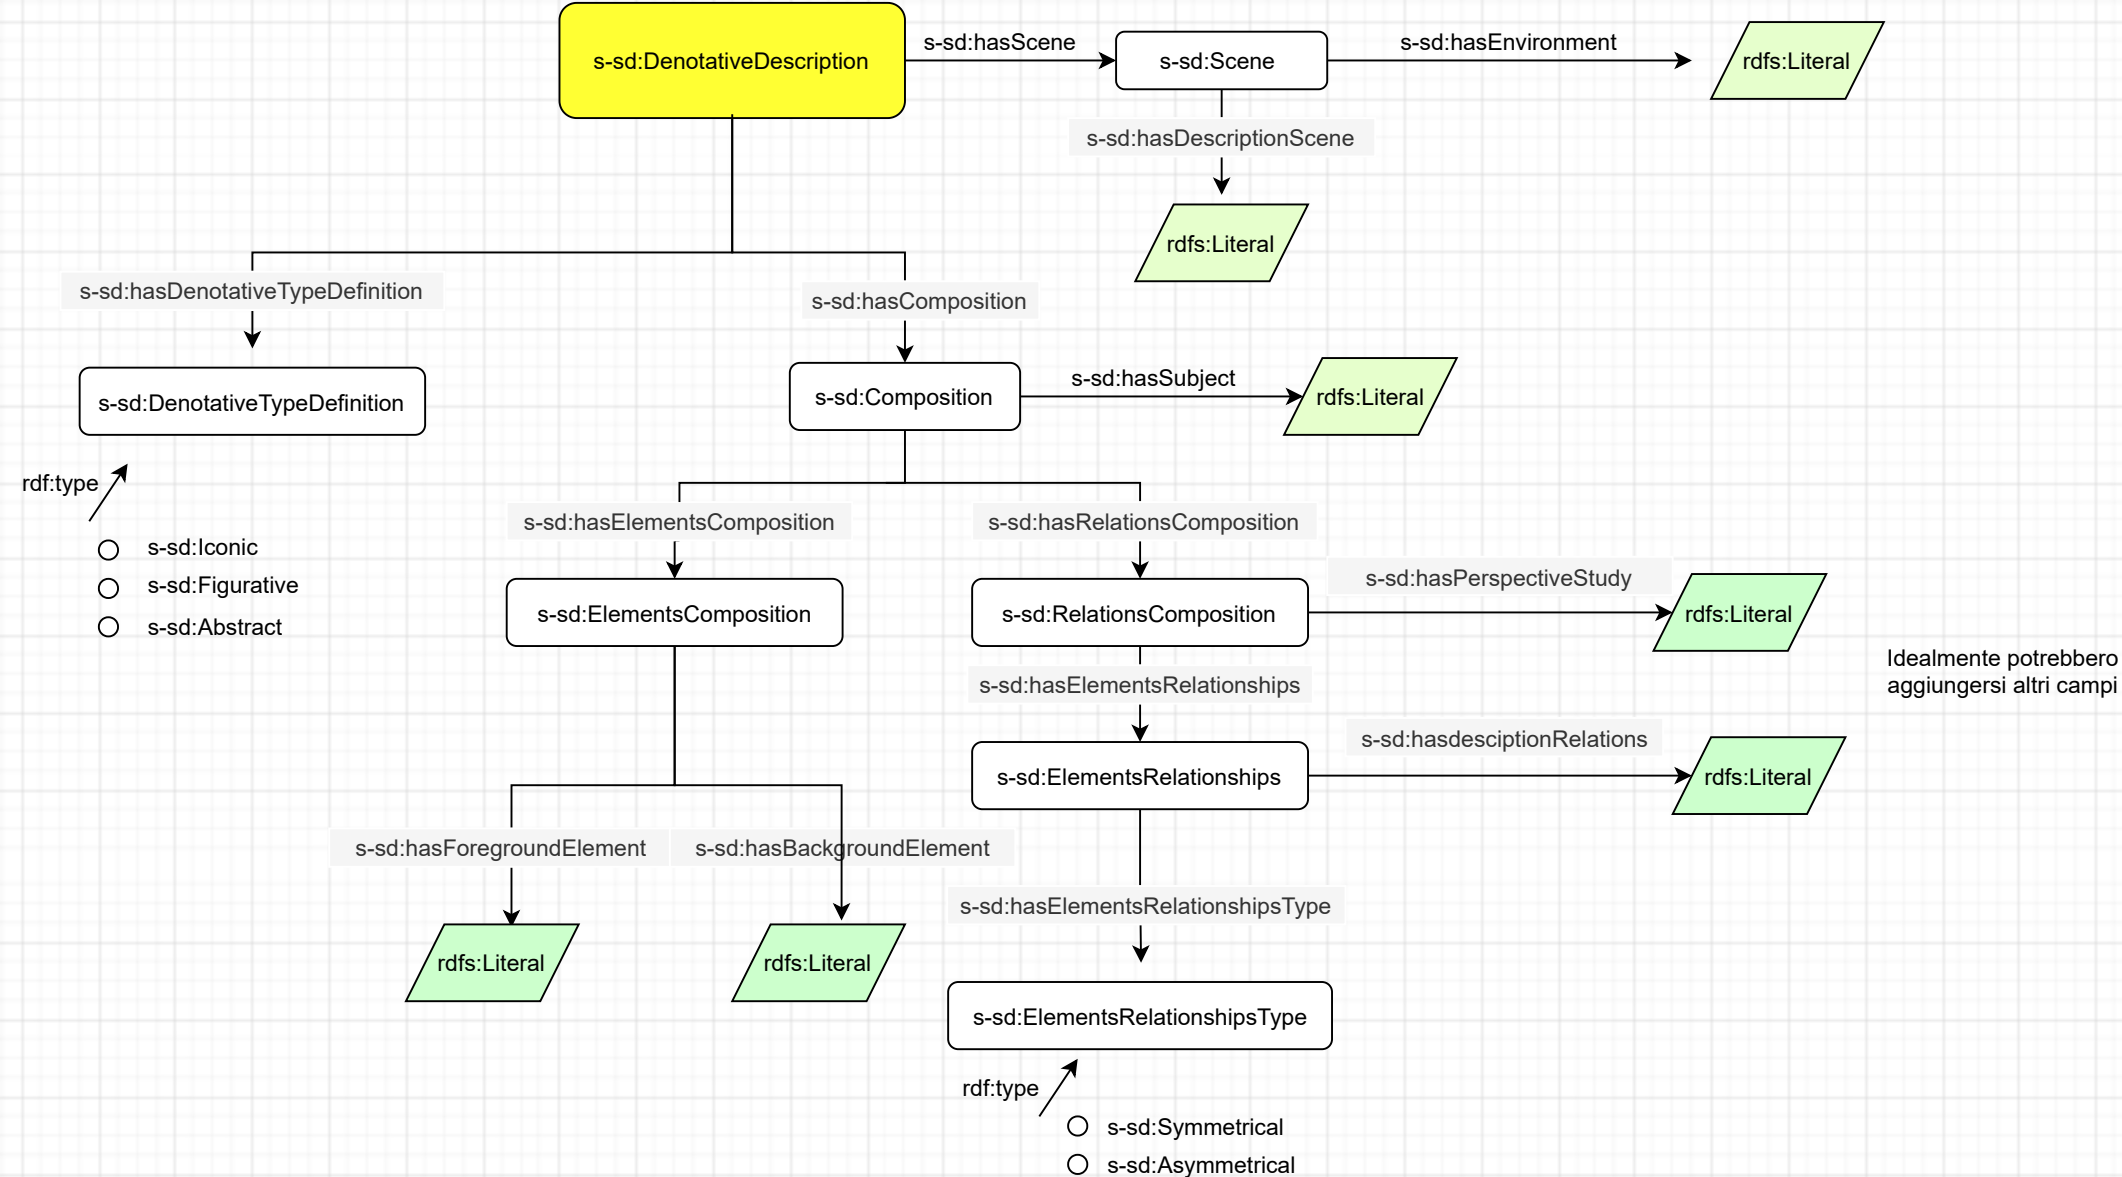 s-sd:DenotativeDescription
s-sd:hasScene
s-sd:Scene
s-sd:hasEnvironment
rdfs:Literal
s-sd:hasDescriptionScene
rdfs:Literal
s-sd:hasDenotativeTypeDefinition
s-sd:hasComposition
s-sd:DenotativeTypeDefinition
s-sd:Composition
s-sd:hasSubject
rdfs:Literal
rdf:type
s-sd:Iconic
s-sd:Figurative
s-sd:Abstract
s-sd:hasElementsComposition
s-sd:hasRelationsComposition
s-sd:ElementsComposition
s-sd:RelationsComposition
s-sd:hasPerspectiveStudy
rdfs:Literal
Idealmente potrebbero
aggiungersi altri campi
s-sd:hasElementsRelationships
s-sd:ElementsRelationships
s-sd:hasdesciptionRelations
rdfs:Literal
s-sd:hasForegroundElement
s-sd:hasBackgroundElement
rdfs:Literal
rdfs:Literal
s-sd:hasElementsRelationshipsType
s-sd:ElementsRelationshipsType
rdf:type
s-sd:Symmetrical
s-sd:Asymmetrical